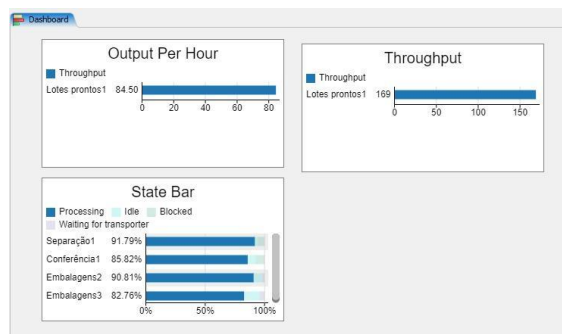 Dashboard
Output Per Hour
Throughput
Lotes prontos1 84.50
0 20 40 60 80
Throughput
Throughput
Lotes prontos1 169
0 50 100 150
State Bar
Processing Idle Blocked
Waiting for transporter
Separação1 91.79%
Conferência1 85.82%
Embalagens2 90.81%
Embalagens3 82.76%
0% 50% 100%